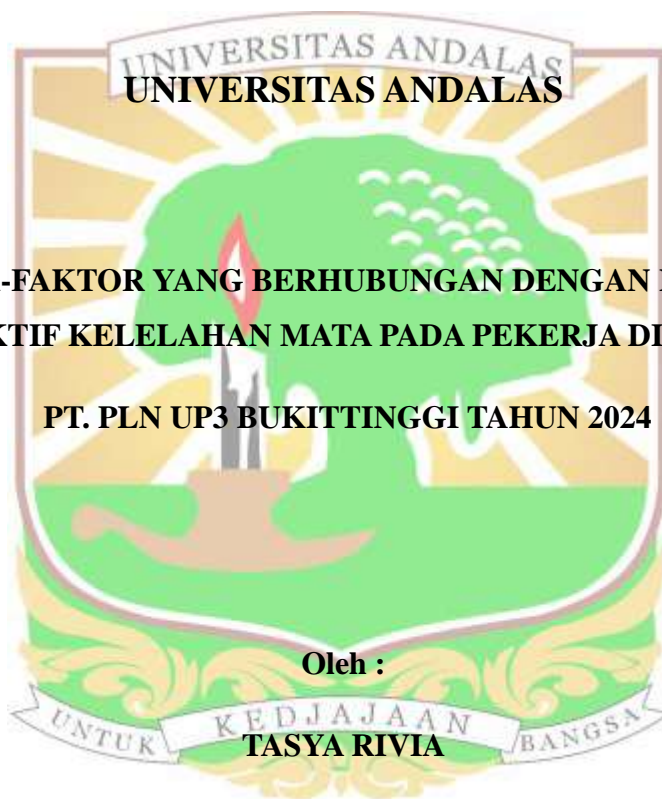 UNIVERSITAS ANDALAS
UNIVERSITAS ANDALAS
-FAKTOR YANG BERHUBUNGAN DENGAN
KTIF KELELAHAN MATA PADA PEKERJA DI
PT. PLN UP3 BUKITTINGGI TAHUN 2024
Oleh :
UNTUK KEDJAJAAN BANGSA
TASYA RIVIA